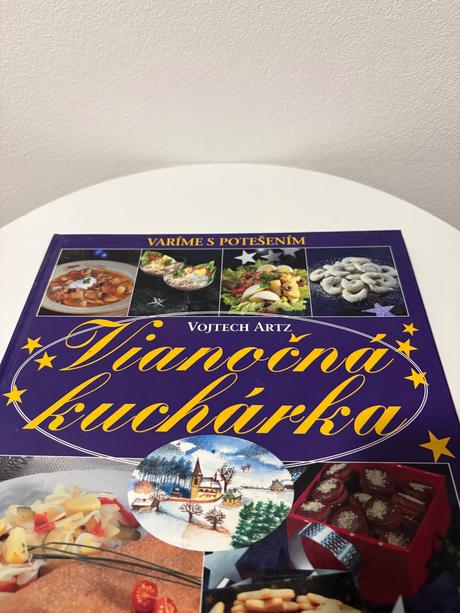 VARÍME S POTEŠENÍM
VOJTECH ARTZ
Vianočná
kuchárka